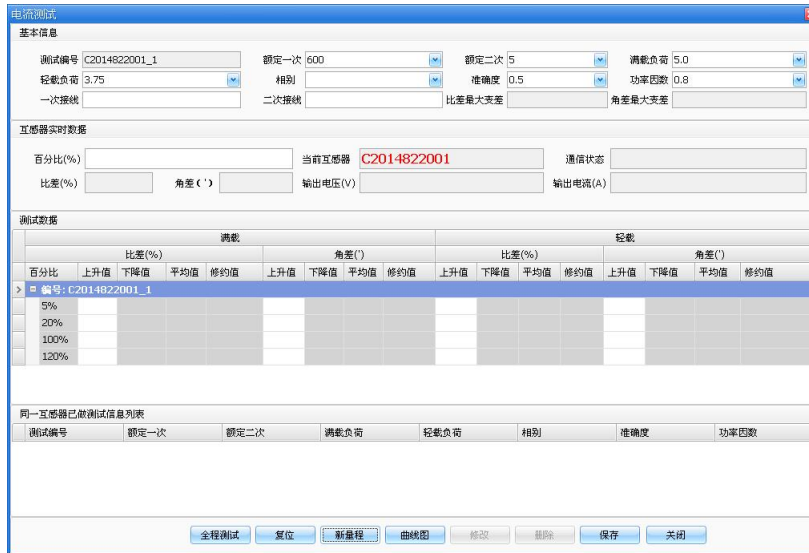 电流测试
基本信息
测试编号 C2014822001_1 额定一次 600 额定二次 5 满载负荷 5.0
轻载负荷 3.75 相别 准确度 0.5 功率因数 0.8
一次接线 二次接线 比差最大变差 角差最大变差
互感器实时数据
百分比(%) 当前互感器 C2014822001 通信状态
比差(%) 角差(') 输出电压(V) 输出电流(A)
测试数据
满载 轻载
比差(%) 角差(') 比差(%) 角差(')
百分比 上升值 下降值 平均值 修约值 上升值 下降值 平均值 修约值 上升值 下降值 平均值 修约值 上升值 下降值 平均值 修约值
编号: C2014822001_1
5%
20%
100%
120%
同一互感器已做测试信息列表
测试编号 额定一次 额定二次 满载负荷 轻载负荷 相别 准确度 功率因数
全程测试 复位 新量程 曲线图 修改 删除 保存 关闭